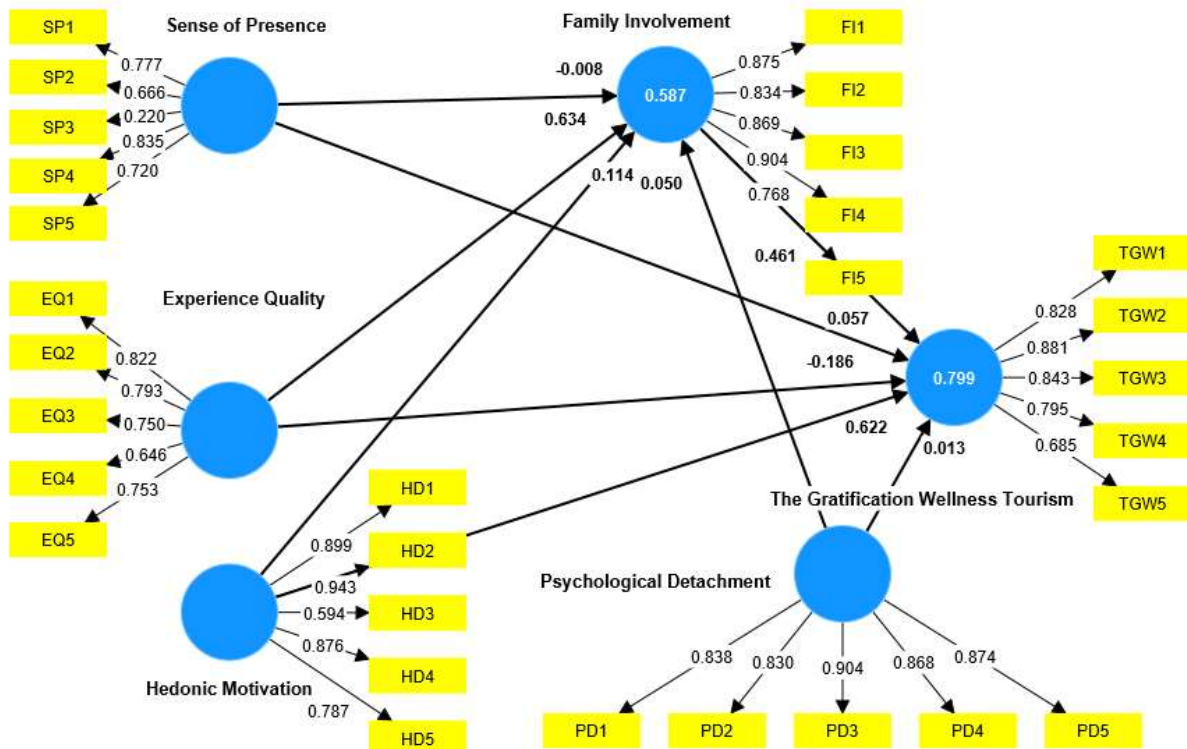 SP1
Sense of Presence
Family Involvement
FI1
0.777
-0.008
0.875
SP2
0.666
0.587
0.834
FI2
SP3
0.220
0.634
0.869
FI3
0.835
0.904
SP4
0.720
0.114
0.050
0.768
FI4
SP5
0.461
TGW1
FI5
EQ1
Experience Quality
0.057
0.828
TGW2
EQ2
0.822
0.881
0.793
-0.186
0.799
0.843
TGW3
EQ3
0.750
0.795
0.646
0.622
0.013
0.685
TGW4
EQ4
0.753
HD1
The Gratification Wellness Tourism
TGW5
EQ5
0.899
HD2
0.943
Psychological Detachment
0.594
HD3
0.876
0.838
0.830
0.904
0.868
0.874
HD4
Hedonic Motivation
0.787
HD5
PD1
PD2
PD3
PD4
PD5